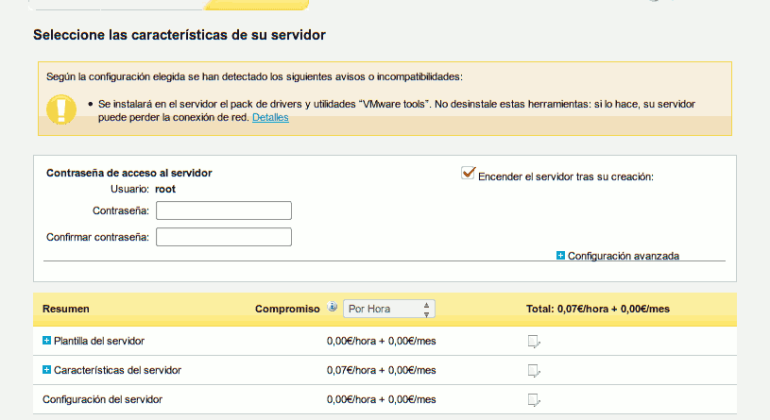 Seleccione las características de su servidor
Según la configuración elegida se han detectado los siguientes avisos o incompatibilidades:
• Se instalará en el servidor el pack de drivers y utilidades "VMware tools". No desinstale estas herramientas: si lo hace, su servidor
puede perder la conexión de red. Detalles
Contraseña de acceso al servidor
Encender el servidor tras su creación:
Usuario: root
Contraseña:
Confirmar contraseña:
Configuración avanzada
Resumen Compromiso Por Hora Total: 0,07€/hora + 0,00€/mes
Plantilla del servidor 0,00€/hora + 0,00€/mes
Características del servidor 0,07€/hora + 0,00€/mes
Configuración del servidor 0,00€/hora + 0,00€/mes